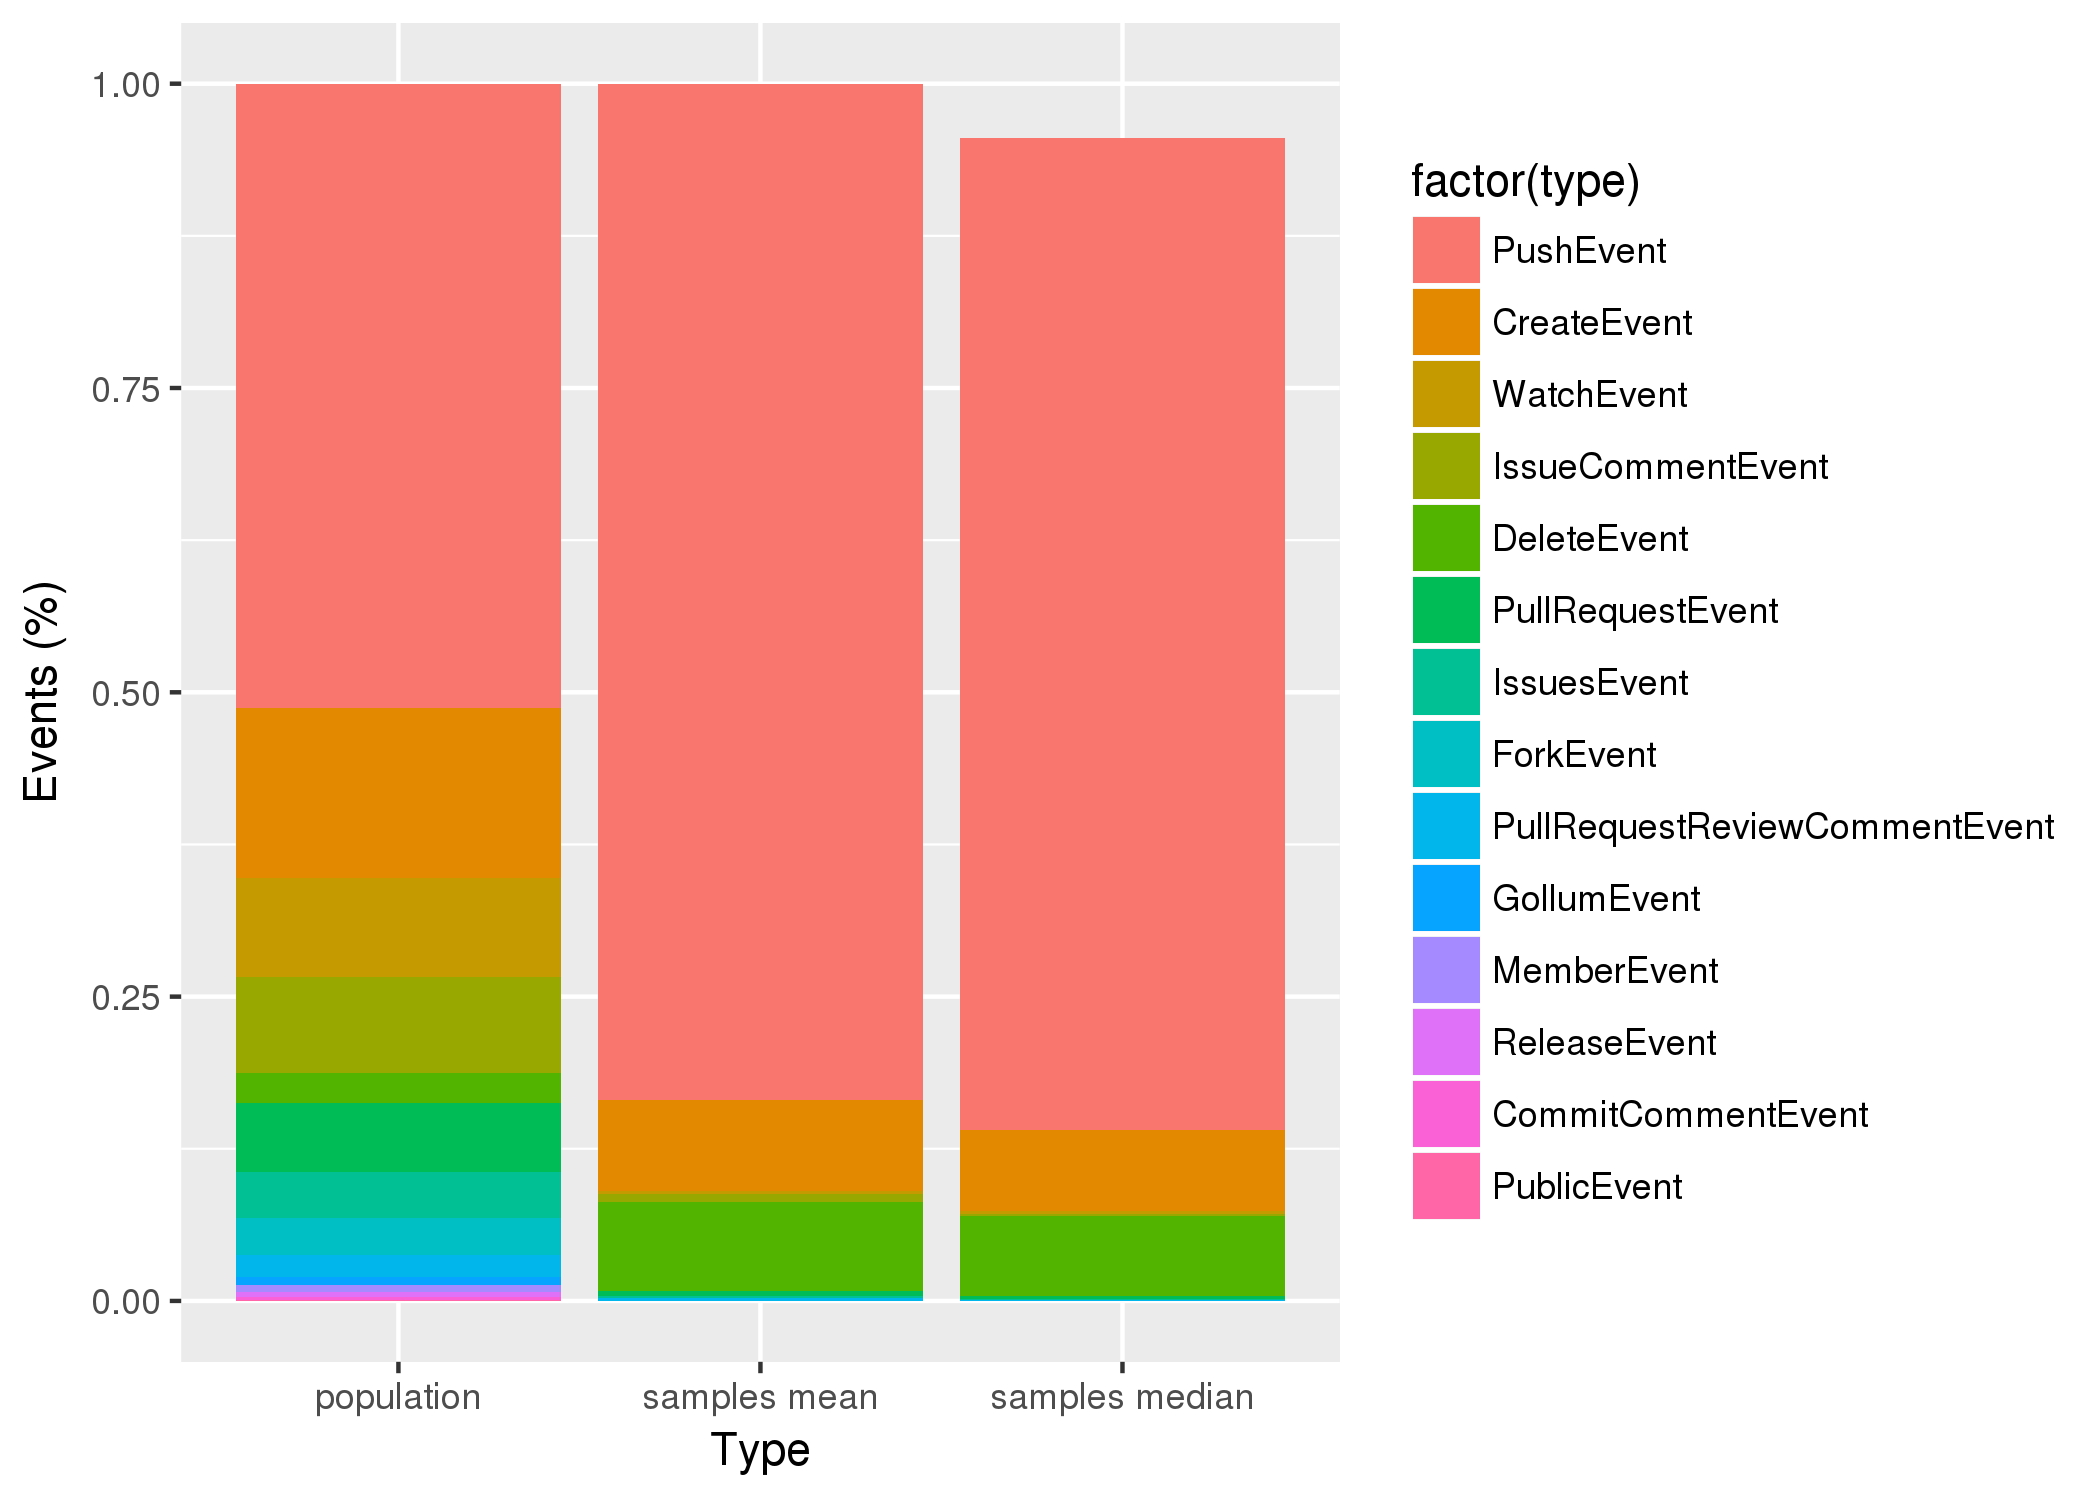 1.00
0.75
0.50
0.25
0.00
Events (%)
population
samples mean
samples median
Type
factor(type)
PushEvent
CreateEvent
WatchEvent
IssueCommentEvent
DeleteEvent
PullRequestEvent
IssuesEvent
ForkEvent
PullRequestReviewCommentEvent
GollumEvent
MemberEvent
ReleaseEvent
CommitCommentEvent
PublicEvent